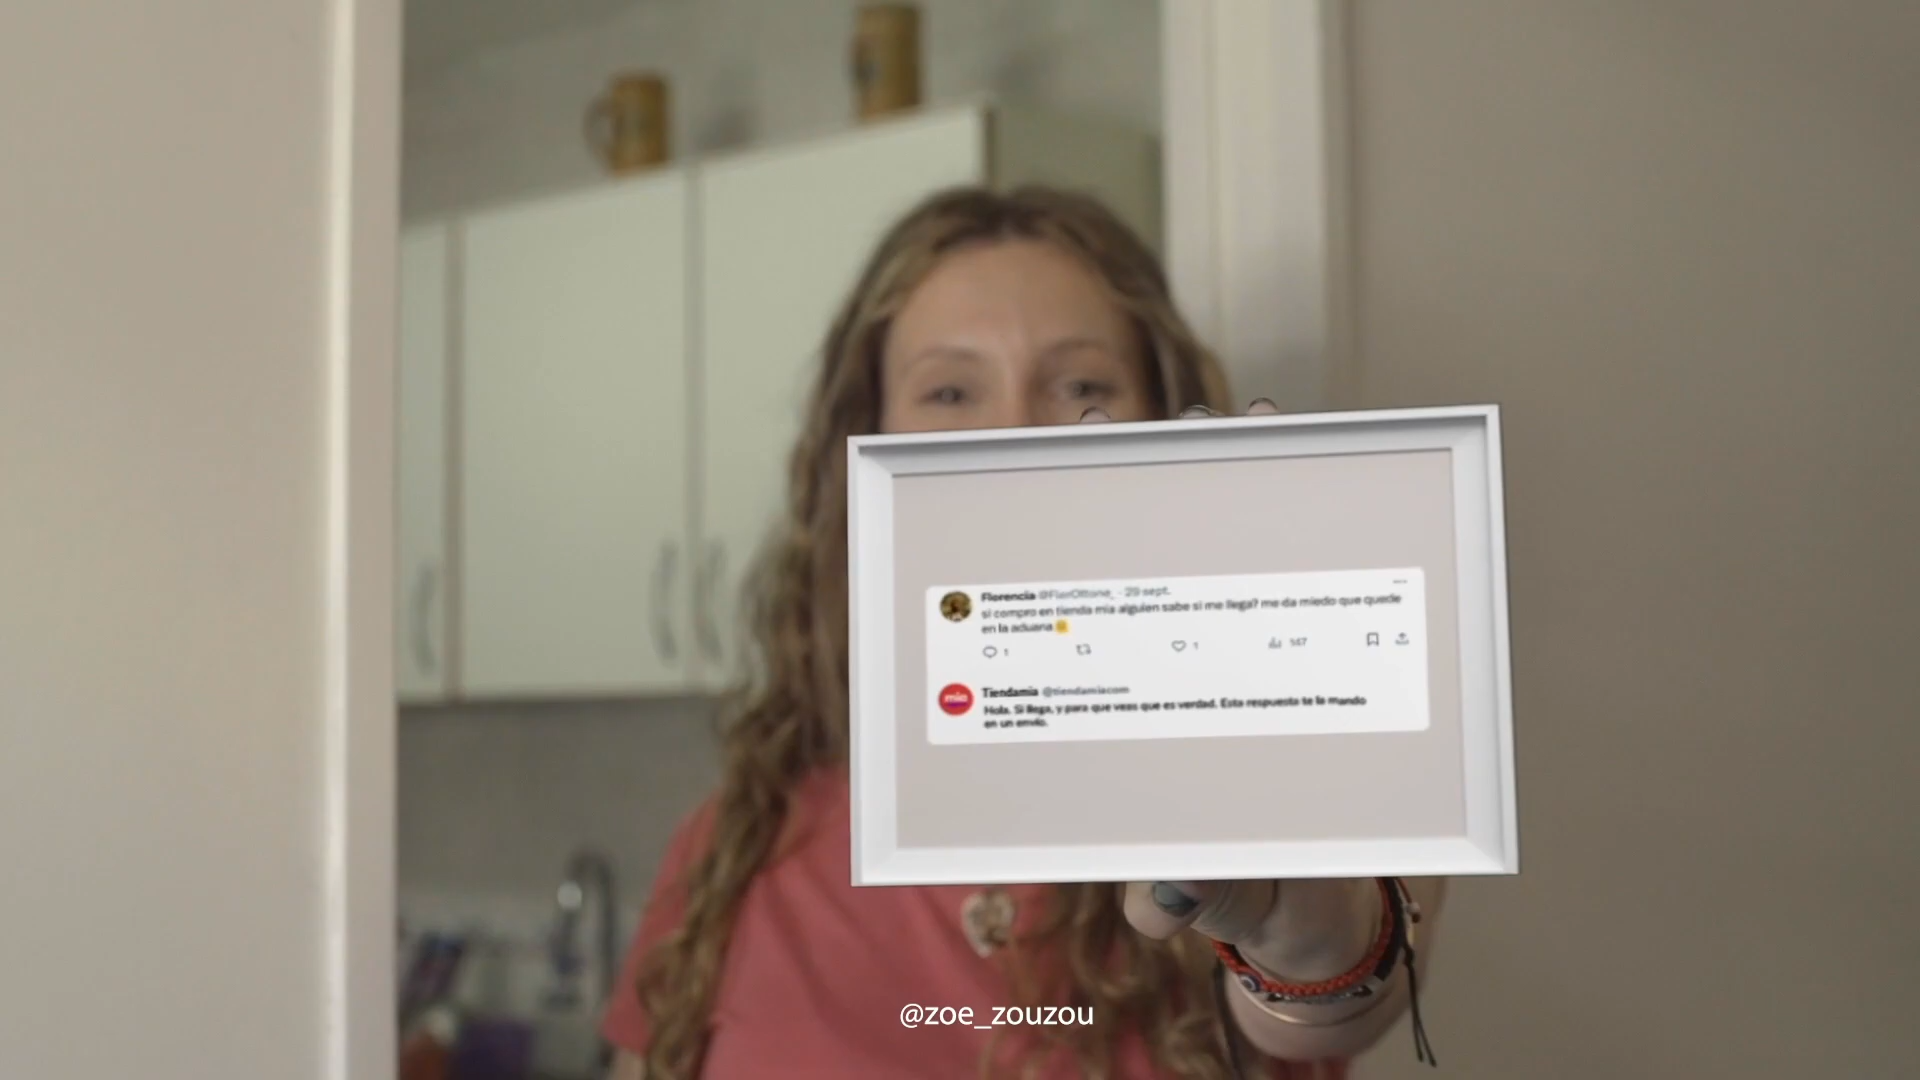 Florencia @FlorOttone_ · 29 sept.
si compro en tienda mia alguien sabe si me llega? me da miedo que quede
en la aduana
1 1 147
mia
Tiendamia @tiendamiacom
Hola. Si llega, y para que veas que es verdad. Esta respuesta te la mando
en un envío.
@zoe_zouzou